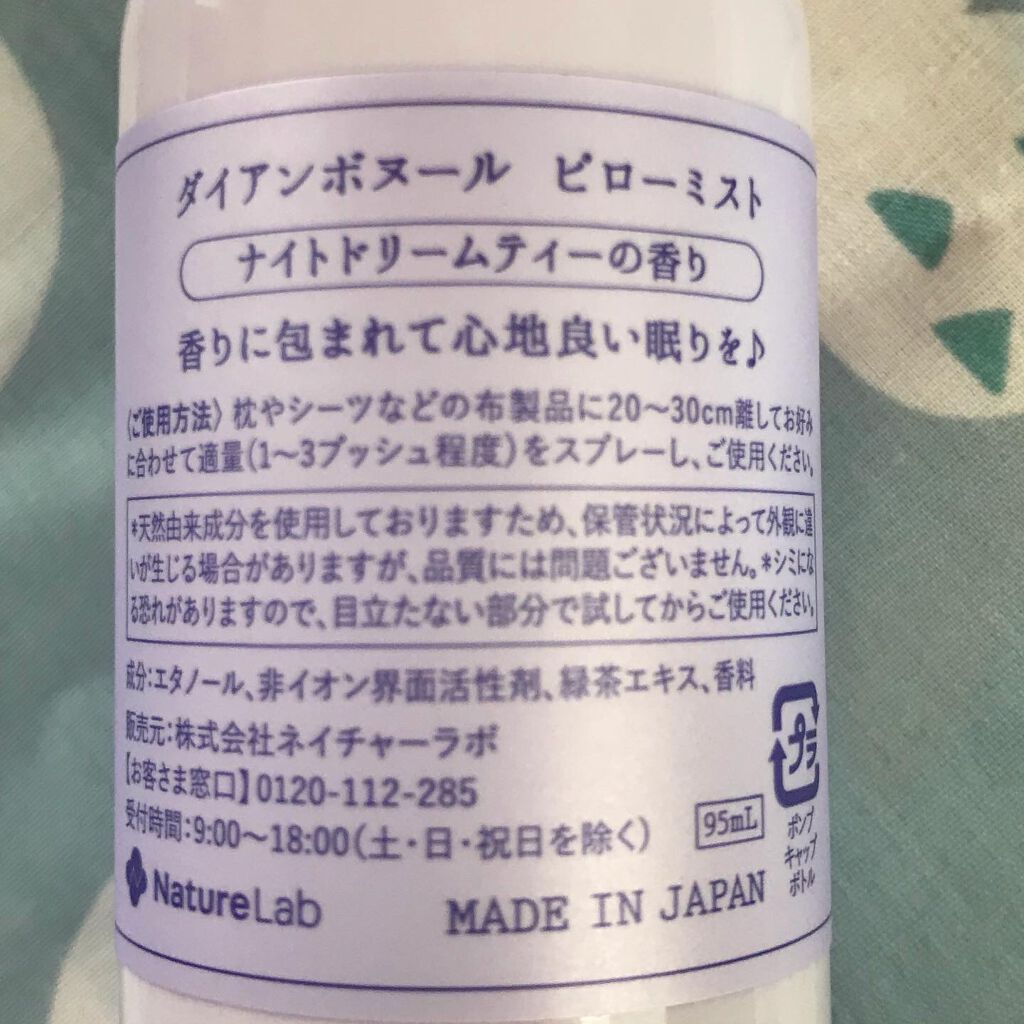 ダイアンボヌール ピローミスト
ナイトドリームティーの香り
香りに包まれて心地良い眠りを♪
〈ご使用方法〉枕やシーツなどの布製品に20〜30cm離してお好み
に合わせて適量(1〜3プッシュ程度)をスプレーし、ご使用ください。
*天然由来成分を使用しておりますため、保管状況によって外観に違
いが生じる場合がありますが、品質には問題ございません。*シミにな
る恐れがありますので、目立たない部分で試してからご使用ください。
成分:エタノール、非イオン界面活性剤、緑茶エキス、香料
販売元:株式会社ネイチャーラボ
【お客さま窓口】0120-112-285
受付時間:9:00〜18:00(土・日・祝日を除く)
95mL
プラ
ポンプ
キャップ
ボトル
NatureLab
MADE IN JAPAN